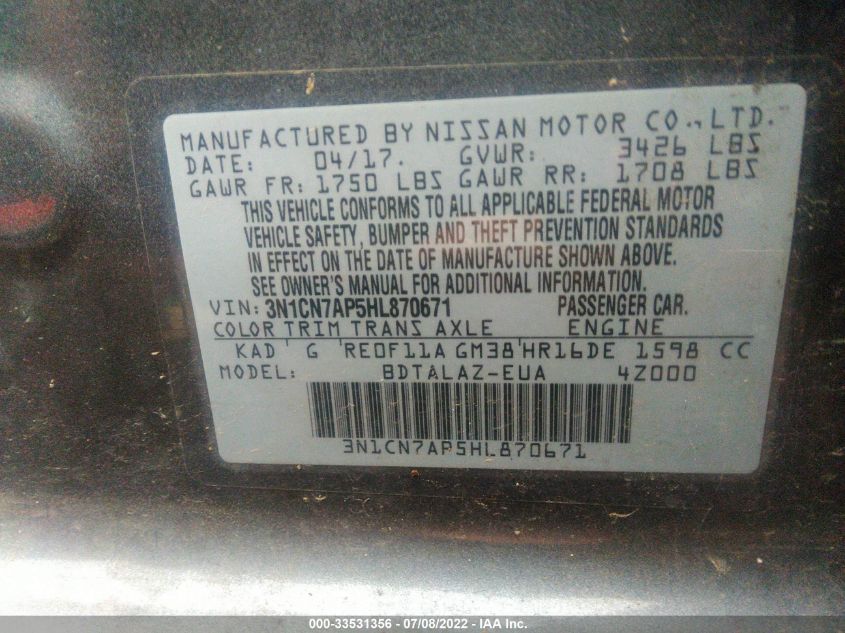 MANUFACTURED BY NISSAN MOTOR CO., LTD.
DATE: 04/17. GVWR: 3426 LBS
GAWR FR: 1750 LBS GAWR RR: 1708 LBS
THIS VEHICLE CONFORMS TO ALL APPLICABLE FEDERAL MOTOR
VEHICLE SAFETY, BUMPER AND THEFT PREVENTION STANDARDS
IN EFFECT ON THE DATE OF MANUFACTURE SHOWN ABOVE.
SEE OWNER'S MANUAL FOR ADDITIONAL INFORMATION.
VIN: 3N1CN7AP5HL870671 PASSENGER CAR.
COLOR TRIM TRANS AXLE ENGINE
KAD G RE0F11A GM38 HR16DE 1598 CC
MODEL: BDTALAZ-EUA 4Z000
3N1CN7AP5HL870671
000-33531356 - 07/08/2022 - IAA Inc.